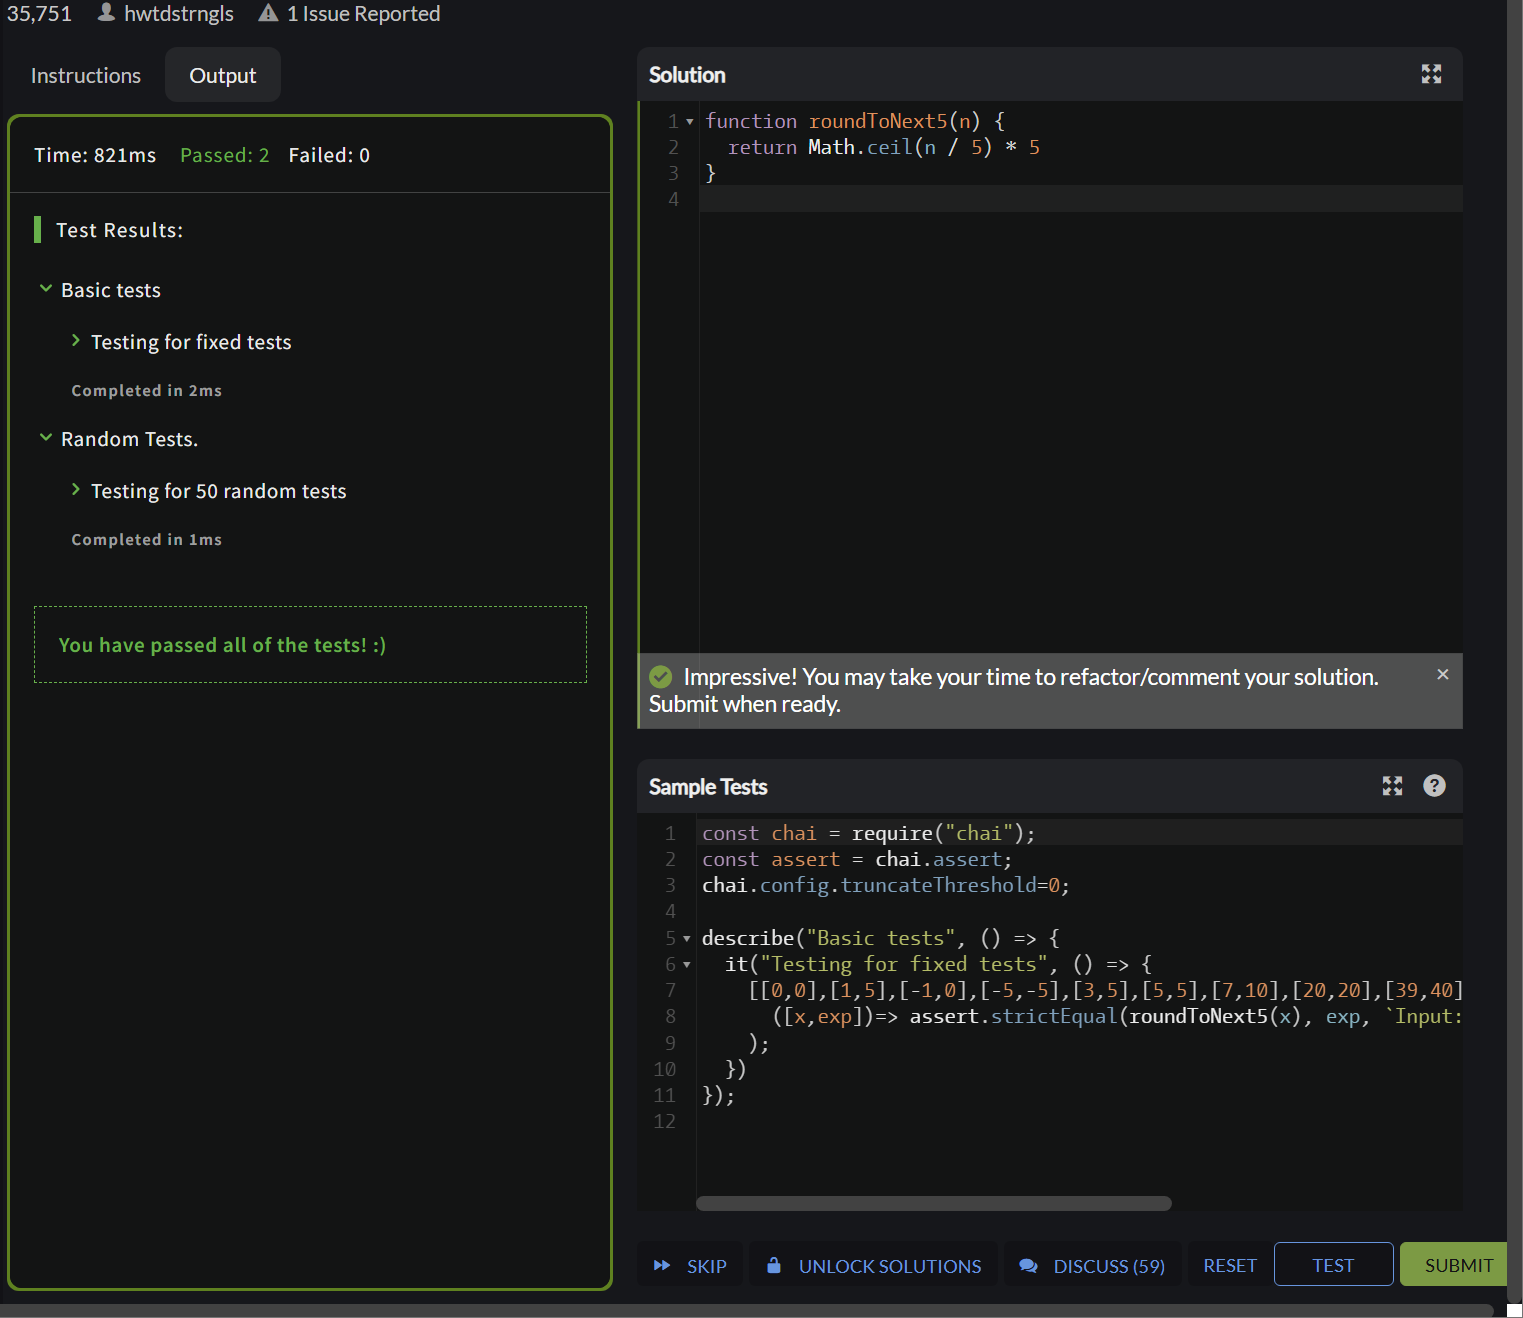 35,751 hwtdstrngls 1 Issue Reported
Instructions Output
Time: 821ms Passed: 2 Failed: 0
Test Results:
Basic tests
Testing for fixed tests
Completed in 2ms
Random Tests.
Testing for 50 random tests
Completed in 1ms
You have passed all of the tests! :)
Solution
1 function roundToNext5(n) {
2   return Math.ceil(n / 5) * 5
3 }
4
Impressive! You may take your time to refactor/comment your solution.
Submit when ready.
Sample Tests
1 const chai = require("chai");
2 const assert = chai.assert;
3 chai.config.truncateThreshold=0;
4
5 describe("Basic tests", () => {
6   it("Testing for fixed tests", () => {
7     [[0,0],[1,5],[-1,0],[-5,-5],[3,5],[5,5],[7,10],[20,20],[39,40]
8       ([x,exp])=> assert.strictEqual(roundToNext5(x), exp, `Input:
9     );
10   })
11 });
12
SKIP UNLOCK SOLUTIONS DISCUSS (59) RESET TEST SUBMIT